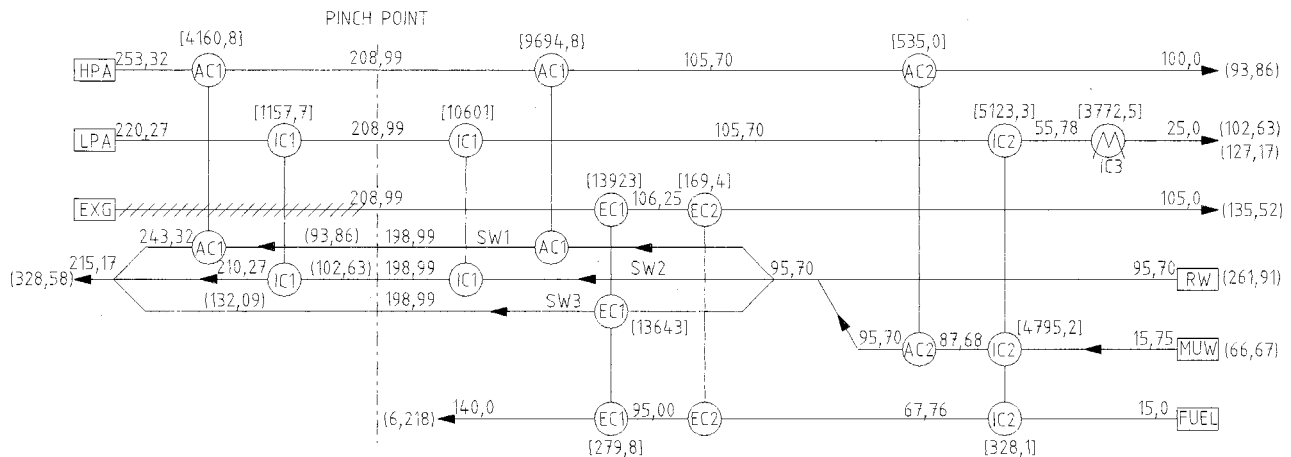 PINCH POINT
[4160,8] [9694,8] [535,0]
HPA 253,32 AC1 208,99 AC1 105,70 AC2 100,0 (93,86)
[1157,7] [10601] [5123,3] [3772,5]
LPA 220,27 IC1 208,99 IC1 105,70 IC2 55,78 25,0 (102,63)
(127,17)
IC3
[13923] [169,4]
EXG 208,99 EC1 106,25 EC2 105,0 (135,52)
243,32 AC1 (93,86) 198,99 SW1 AC1
(328,58) 215,17 210,27 IC1 (102,63) 198,99 IC1 SW2 95,70 95,70 RW (261,91)
(132,09) 198,99 SW3 EC1
[13643] [4795,2]
95,70 AC2 87,68 IC2 15,75 MUW (66,67)
(6,218) 140,0 EC1 95,00 EC2 67,76 IC2 15,0 FUEL
[279,8] [328,1]